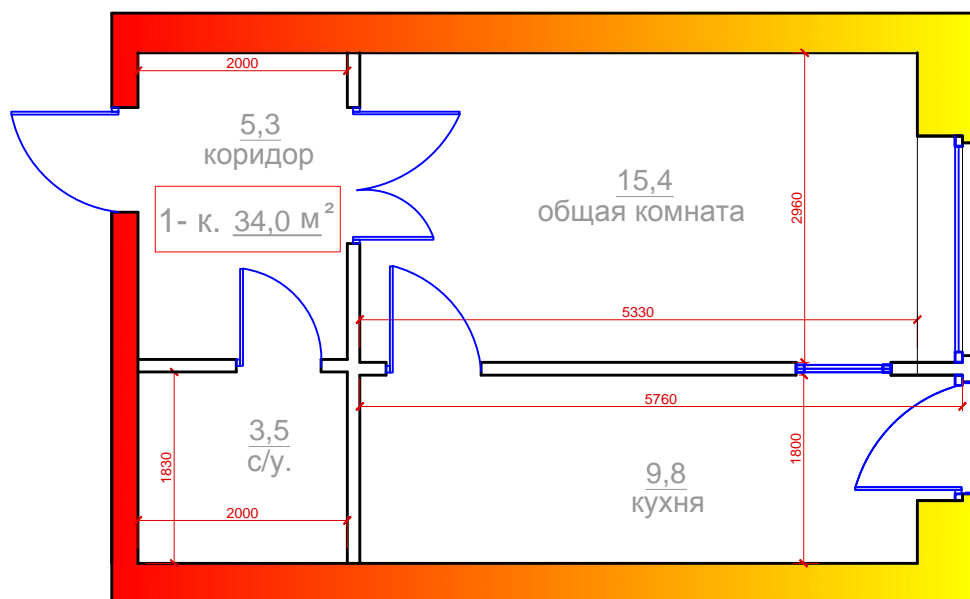 2000
5,3
коридор
1- к. 34,0 м²
15,4
общая комната
2960
5330
5760
3,5
с/у.
1830
2000
9,8
кухня
1800